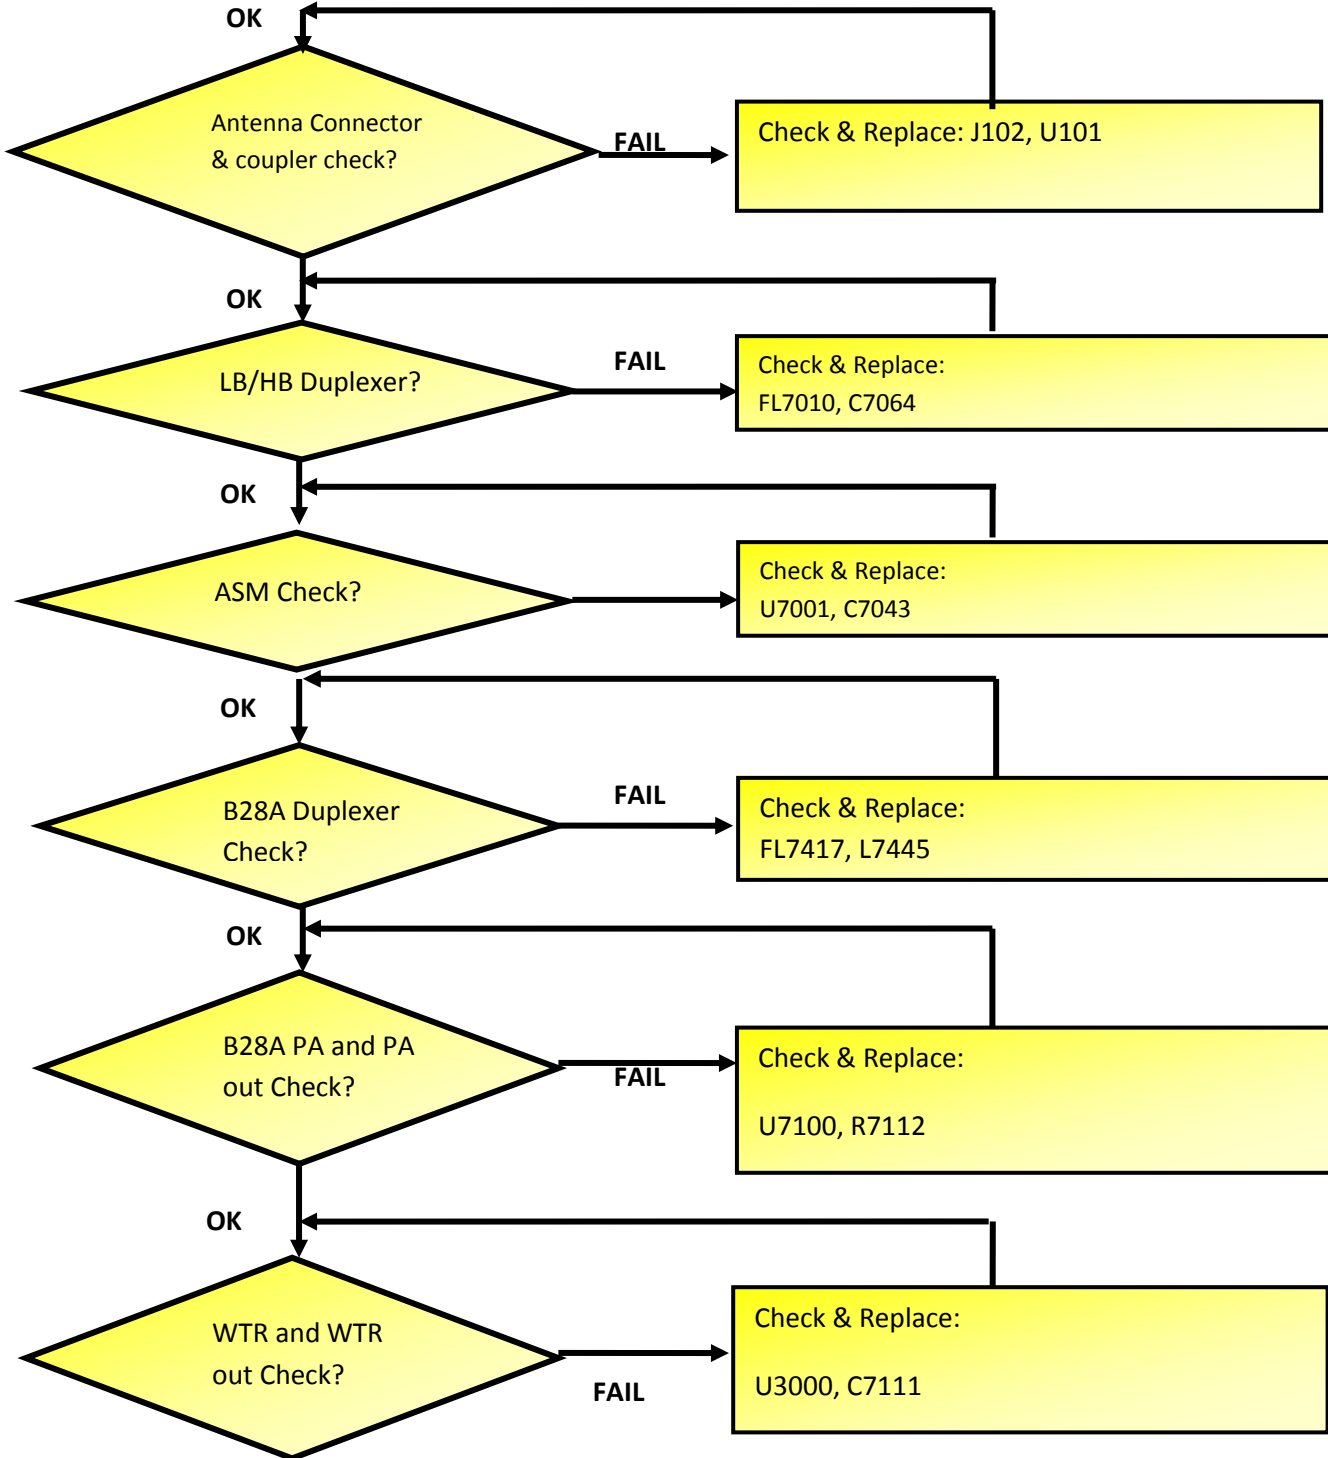 OK
Antenna Connector
& coupler check?
FAIL
Check & Replace: J102, U101
OK
LB/HB Duplexer?
FAIL
Check & Replace:
FL7010, C7064
OK
ASM Check?
Check & Replace:
U7001, C7043
OK
B28A Duplexer
Check?
FAIL
Check & Replace:
FL7417, L7445
OK
B28A PA and PA
out Check?
FAIL
Check & Replace:
U7100, R7112
OK
WTR and WTR
out Check?
FAIL
Check & Replace:
U3000, C7111